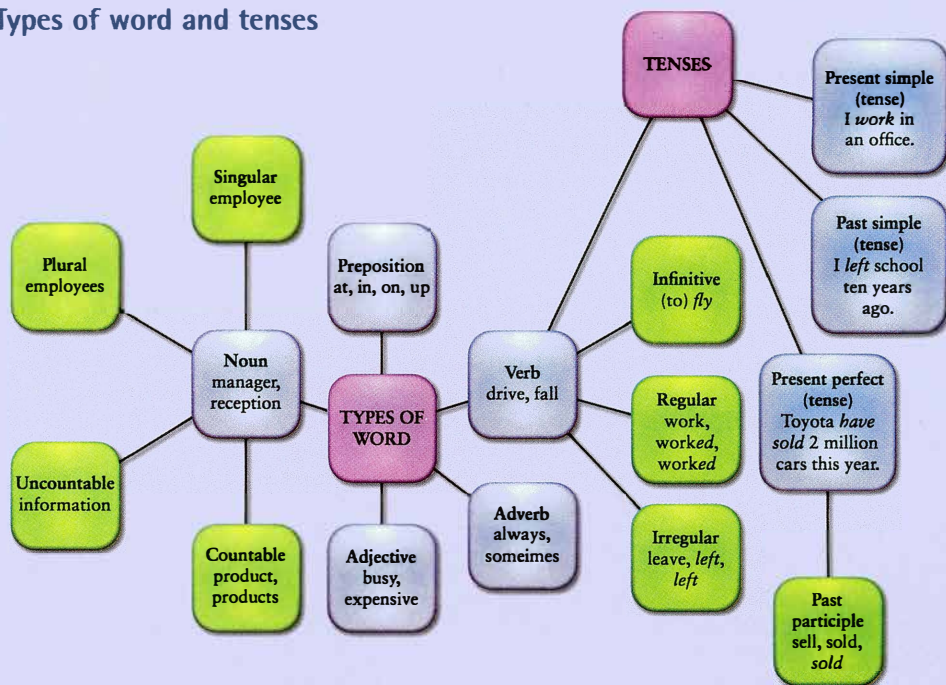 Types of word and tenses
TENSES
Present simple
(tense)
I work in
an office.
Past simple
(tense)
I left school
ten years
ago.
Present perfect
(tense)
Toyota have
sold 2 million
cars this year.
Past
participle
sell, sold,
sold
Singular
employee
Plural
employees
Noun
manager,
reception
Uncountable
information
Countable
product,
products
Preposition
at, in, on, up
TYPES OF
WORD
Adjective
busy,
expensive
Adverb
always,
someimes
Verb
drive, fall
Infinitive
(to) fly
Regular
work,
worked,
worked
Irregular
leave, left,
left